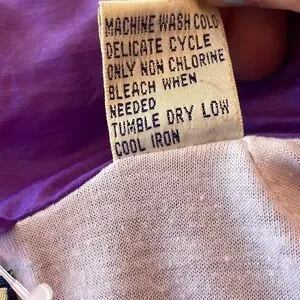 MACHINE WASH COLD
DELICATE CYCLE
ONLY NON CHLORINE
BLEACH WHEN
NEEDED
TUMBLE DRY LOW
COOL IRON